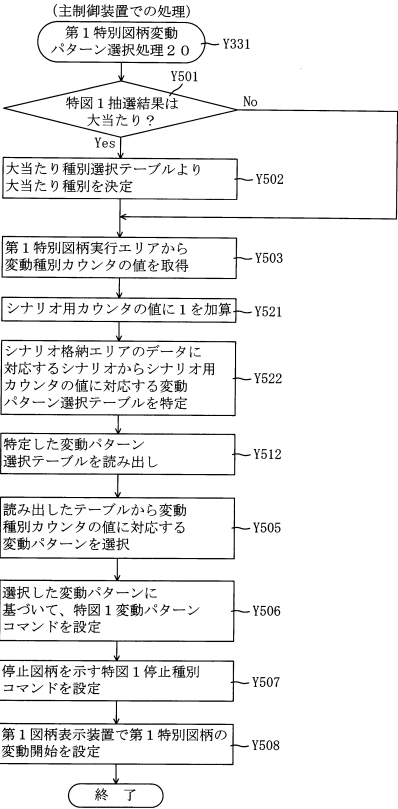 (主制御装置での処理)
第1特別図柄変動
パターン選択処理20
Y331
Y501
特図1抽選結果は
大当たり?
No
Yes
大当たり種別選択テーブルより
大当たり種別を決定
Y502
第1特別図柄実行エリアから
変動種別カウンタの値を取得
Y503
シナリオ用カウンタの値に1を加算
Y521
シナリオ格納エリアのデータに
対応するシナリオからシナリオ用
カウンタの値に対応する変動
パターン選択テーブルを特定
Y522
特定した変動パターン
選択テーブルを読み出し
Y512
読み出したテーブルから変動
種別カウンタの値に対応する
変動パターンを選択
Y505
選択した変動パターンに
基づいて、特図1変動パターン
コマンドを設定
Y506
停止図柄を示す特図1停止種別
コマンドを設定
Y507
第1図柄表示装置で第1特別図柄の
変動開始を設定
Y508
終 了